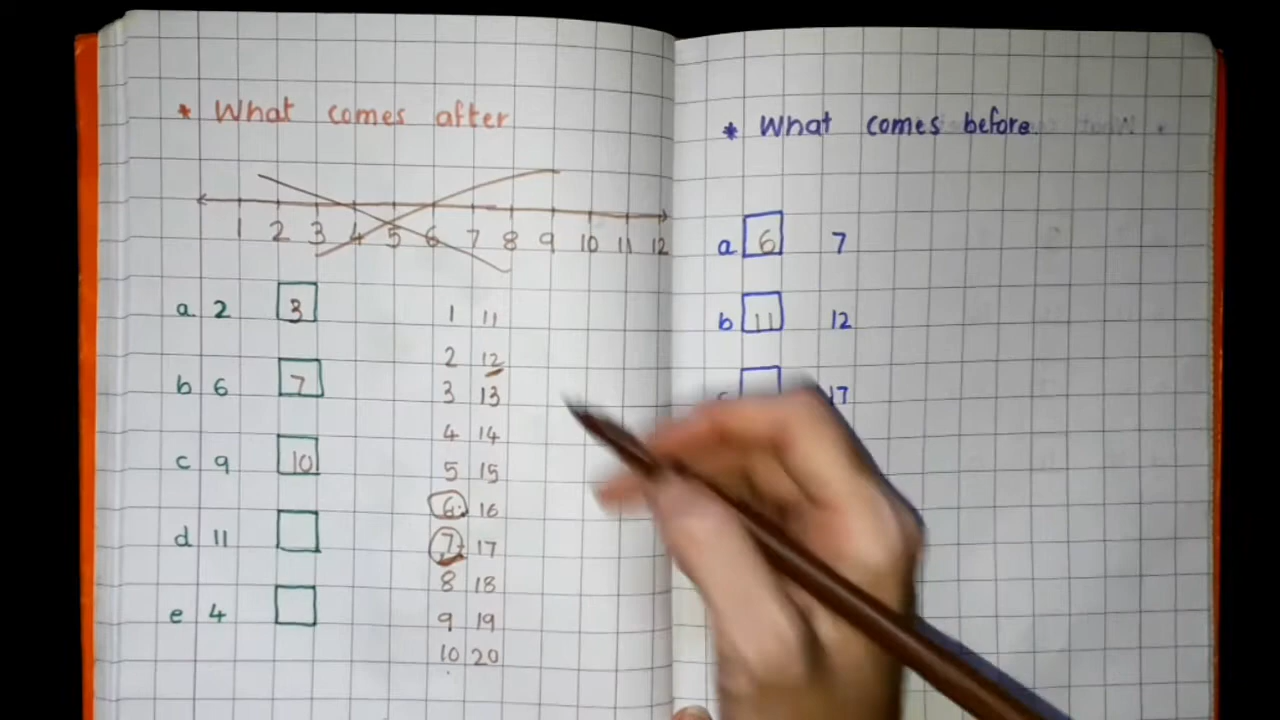 * What comes after
1 2 3 4 5 6 7 8 9 10 11 12
a 2 3
b 6 7
c 9 10
d 11
e 4
1 11
2 12
3 13
4 14
5 15
6 16
7 17
8 18
9 19
10 20
* What comes before
a 6 7
b 11 12
c 17